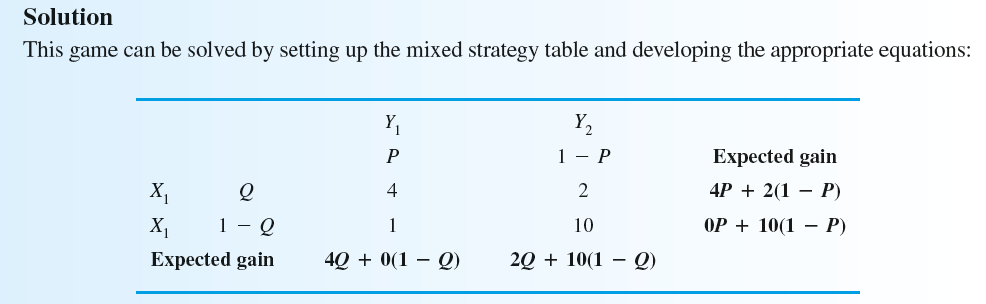 Solution
This game can be solved by setting up the mixed strategy table and developing the appropriate equations:
Y₁ Y₂
P 1 − P Expected gain
X₁ Q 4 2 4P + 2(1 − P)
X₁ 1 − Q 1 10 0P + 10(1 − P)
Expected gain 4Q + 0(1 − Q) 2Q + 10(1 − Q)